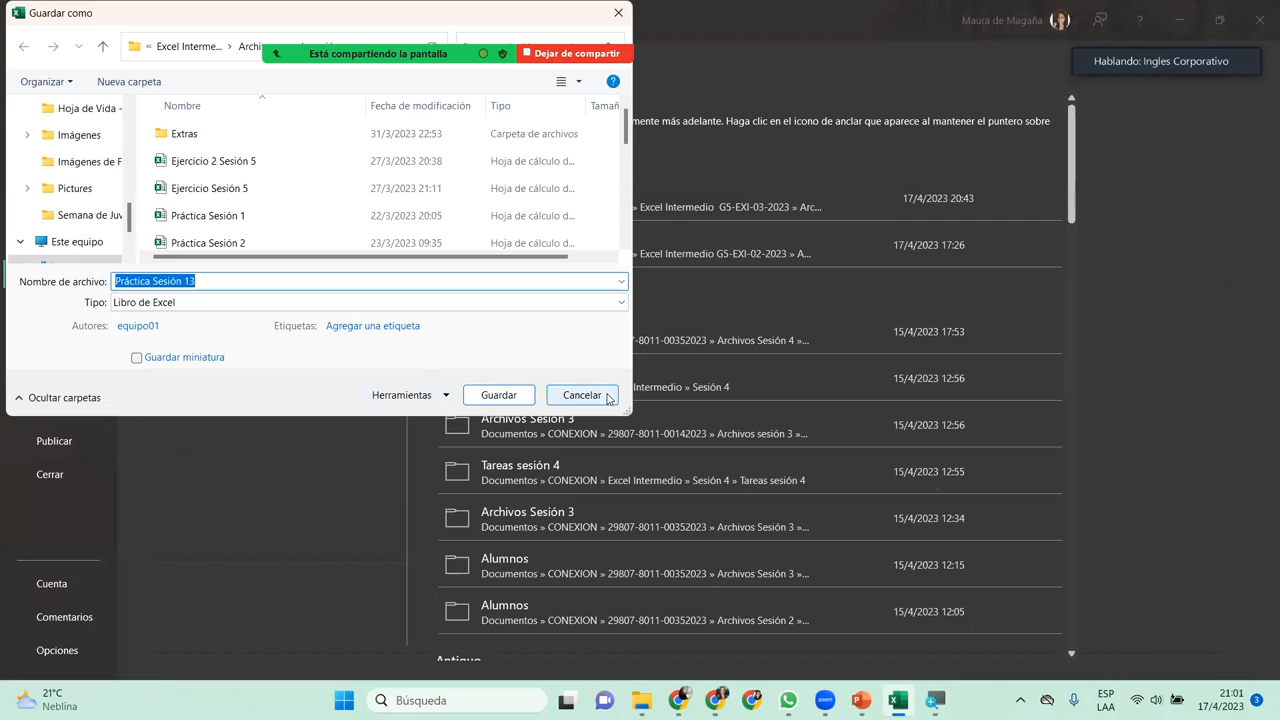 Guardar como
Maura de Magaña
« Excel Interme... › Archi
Está compartiendo la pantalla
Dejar de compartir
Hablando: Ingles Corporativo
Organizar
Nueva carpeta
Hoja de Vida -
Imágenes
Imágenes de F
Pictures
Semana de Juv
Este equipo
Nombre
Fecha de modificación
Tipo
Tamañ
Extras
31/3/2023 22:53
Carpeta de archivos
Ejercicio 2 Sesión 5
27/3/2023 20:38
Hoja de cálculo d...
Ejercicio Sesión 5
27/3/2023 21:11
Hoja de cálculo d...
Práctica Sesión 1
22/3/2023 20:05
Hoja de cálculo d...
Práctica Sesión 2
23/3/2023 09:35
Hoja de cálculo d...
Nombre de archivo: Práctica Sesión 13
Tipo: Libro de Excel
Autores: equipo01
Etiquetas: Agregar una etiqueta
Guardar miniatura
Ocultar carpetas
Herramientas
Guardar
Cancelar
mente más adelante. Haga clic en el icono de anclar que aparece al mantener el puntero sobre
» Excel Intermedio G5-EXI-03-2023 » Arc...
17/4/2023 20:43
» Excel Intermedio G5-EXI-02-2023 » A...
17/4/2023 17:26
-8011-00352023 » Archivos Sesión 4 »...
15/4/2023 17:53
Intermedio » Sesión 4
15/4/2023 12:56
Archivos Sesión 3
Documentos » CONEXION » 29807-8011-00142023 » Archivos sesión 3 »...
15/4/2023 12:56
Tareas sesión 4
Documentos » CONEXION » Excel Intermedio » Sesión 4 » Tareas sesión 4
15/4/2023 12:55
Archivos Sesión 3
Documentos » CONEXION » 29807-8011-00352023 » Archivos Sesión 3 »...
15/4/2023 12:34
Alumnos
Documentos » CONEXION » 29807-8011-00352023 » Archivos Sesión 3 »...
15/4/2023 12:15
Alumnos
Documentos » CONEXION » 29807-8011-00352023 » Archivos Sesión 2 »...
15/4/2023 12:05
Antiguo
Publicar
Cerrar
Cuenta
Comentarios
Opciones
21°C
Neblina
Búsqueda
ESP
LAA
21:01
17/4/2023
3